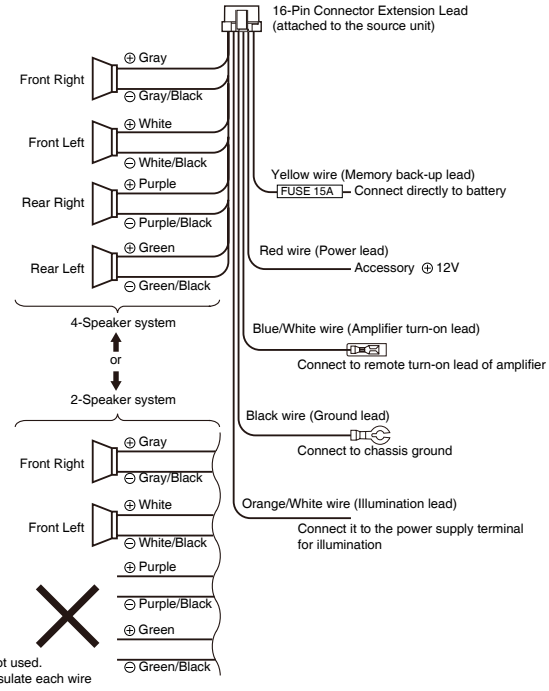 16-Pin Connector Extension Lead
(attached to the source unit)
⊕ Gray
Front Right
⊖ Gray/Black
⊕ White
Front Left
⊖ White/Black
⊕ Purple
Rear Right
⊖ Purple/Black
⊕ Green
Rear Left
⊖ Green/Black
4-Speaker system
or
2-Speaker system
⊕ Gray
Front Right
⊖ Gray/Black
⊕ White
Front Left
⊖ White/Black
⊕ Purple
⊖ Purple/Black
⊕ Green
⊖ Green/Black
used.
each wire
Yellow wire (Memory back-up lead)
FUSE 15A
Connect directly to battery
Red wire (Power lead)
Accessory ⊕ 12V
Blue/White wire (Amplifier turn-on lead)
Connect to remote turn-on lead of amplifier
Black wire (Ground lead)
Connect to chassis ground
Orange/White wire (Illumination lead)
Connect it to the power supply terminal
for illumination